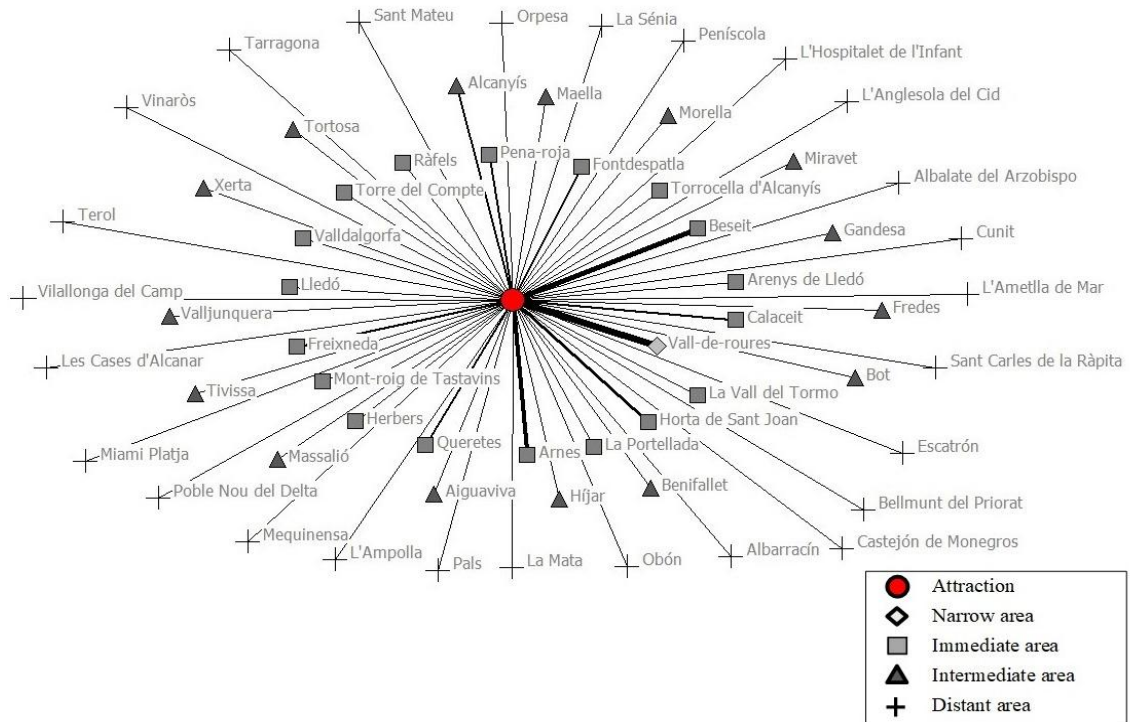 Sant Mateu
Orpesa
La Sénia
Tarragona
Peníscola
L'Hospitalet de l'Infant
Alcanyís
Maella
L'Anglesola del Cid
Vinaròs
Morella
Tortosa
Pena-roja
Ràfels
Fontdespatla
Miravet
Xerta
Torre del Compte
Torrocella d'Alcanyís
Albalate del Arzobispo
Terol
Beseit
Gandesa
Valldalgorfa
Cunit
Lledó
Arenys de Lledó
Vilallonga del Camp
L'Ametlla de Mar
Valljunquera
Fredes
Calaceit
Freixneda
Vall-de-roures
Les Cases d'Alcanar
Sant Carles de la Ràpita
Bot
Mont-roig de Tastavins
Tivissa
La Vall del Tormo
Herbers
Horta de Sant Joan
Queretes
La Portellada
Miami Platja
Arnes
Escatrón
Massalió
Poble Nou del Delta
Aiguaviva
Híjar
Benifallet
Bellmunt del Priorat
Mequinensa
L'Ampolla
Pals
La Mata
Obón
Albarracín
Castejón de Monegros
Attraction
Narrow area
Immediate area
Intermediate area
Distant area